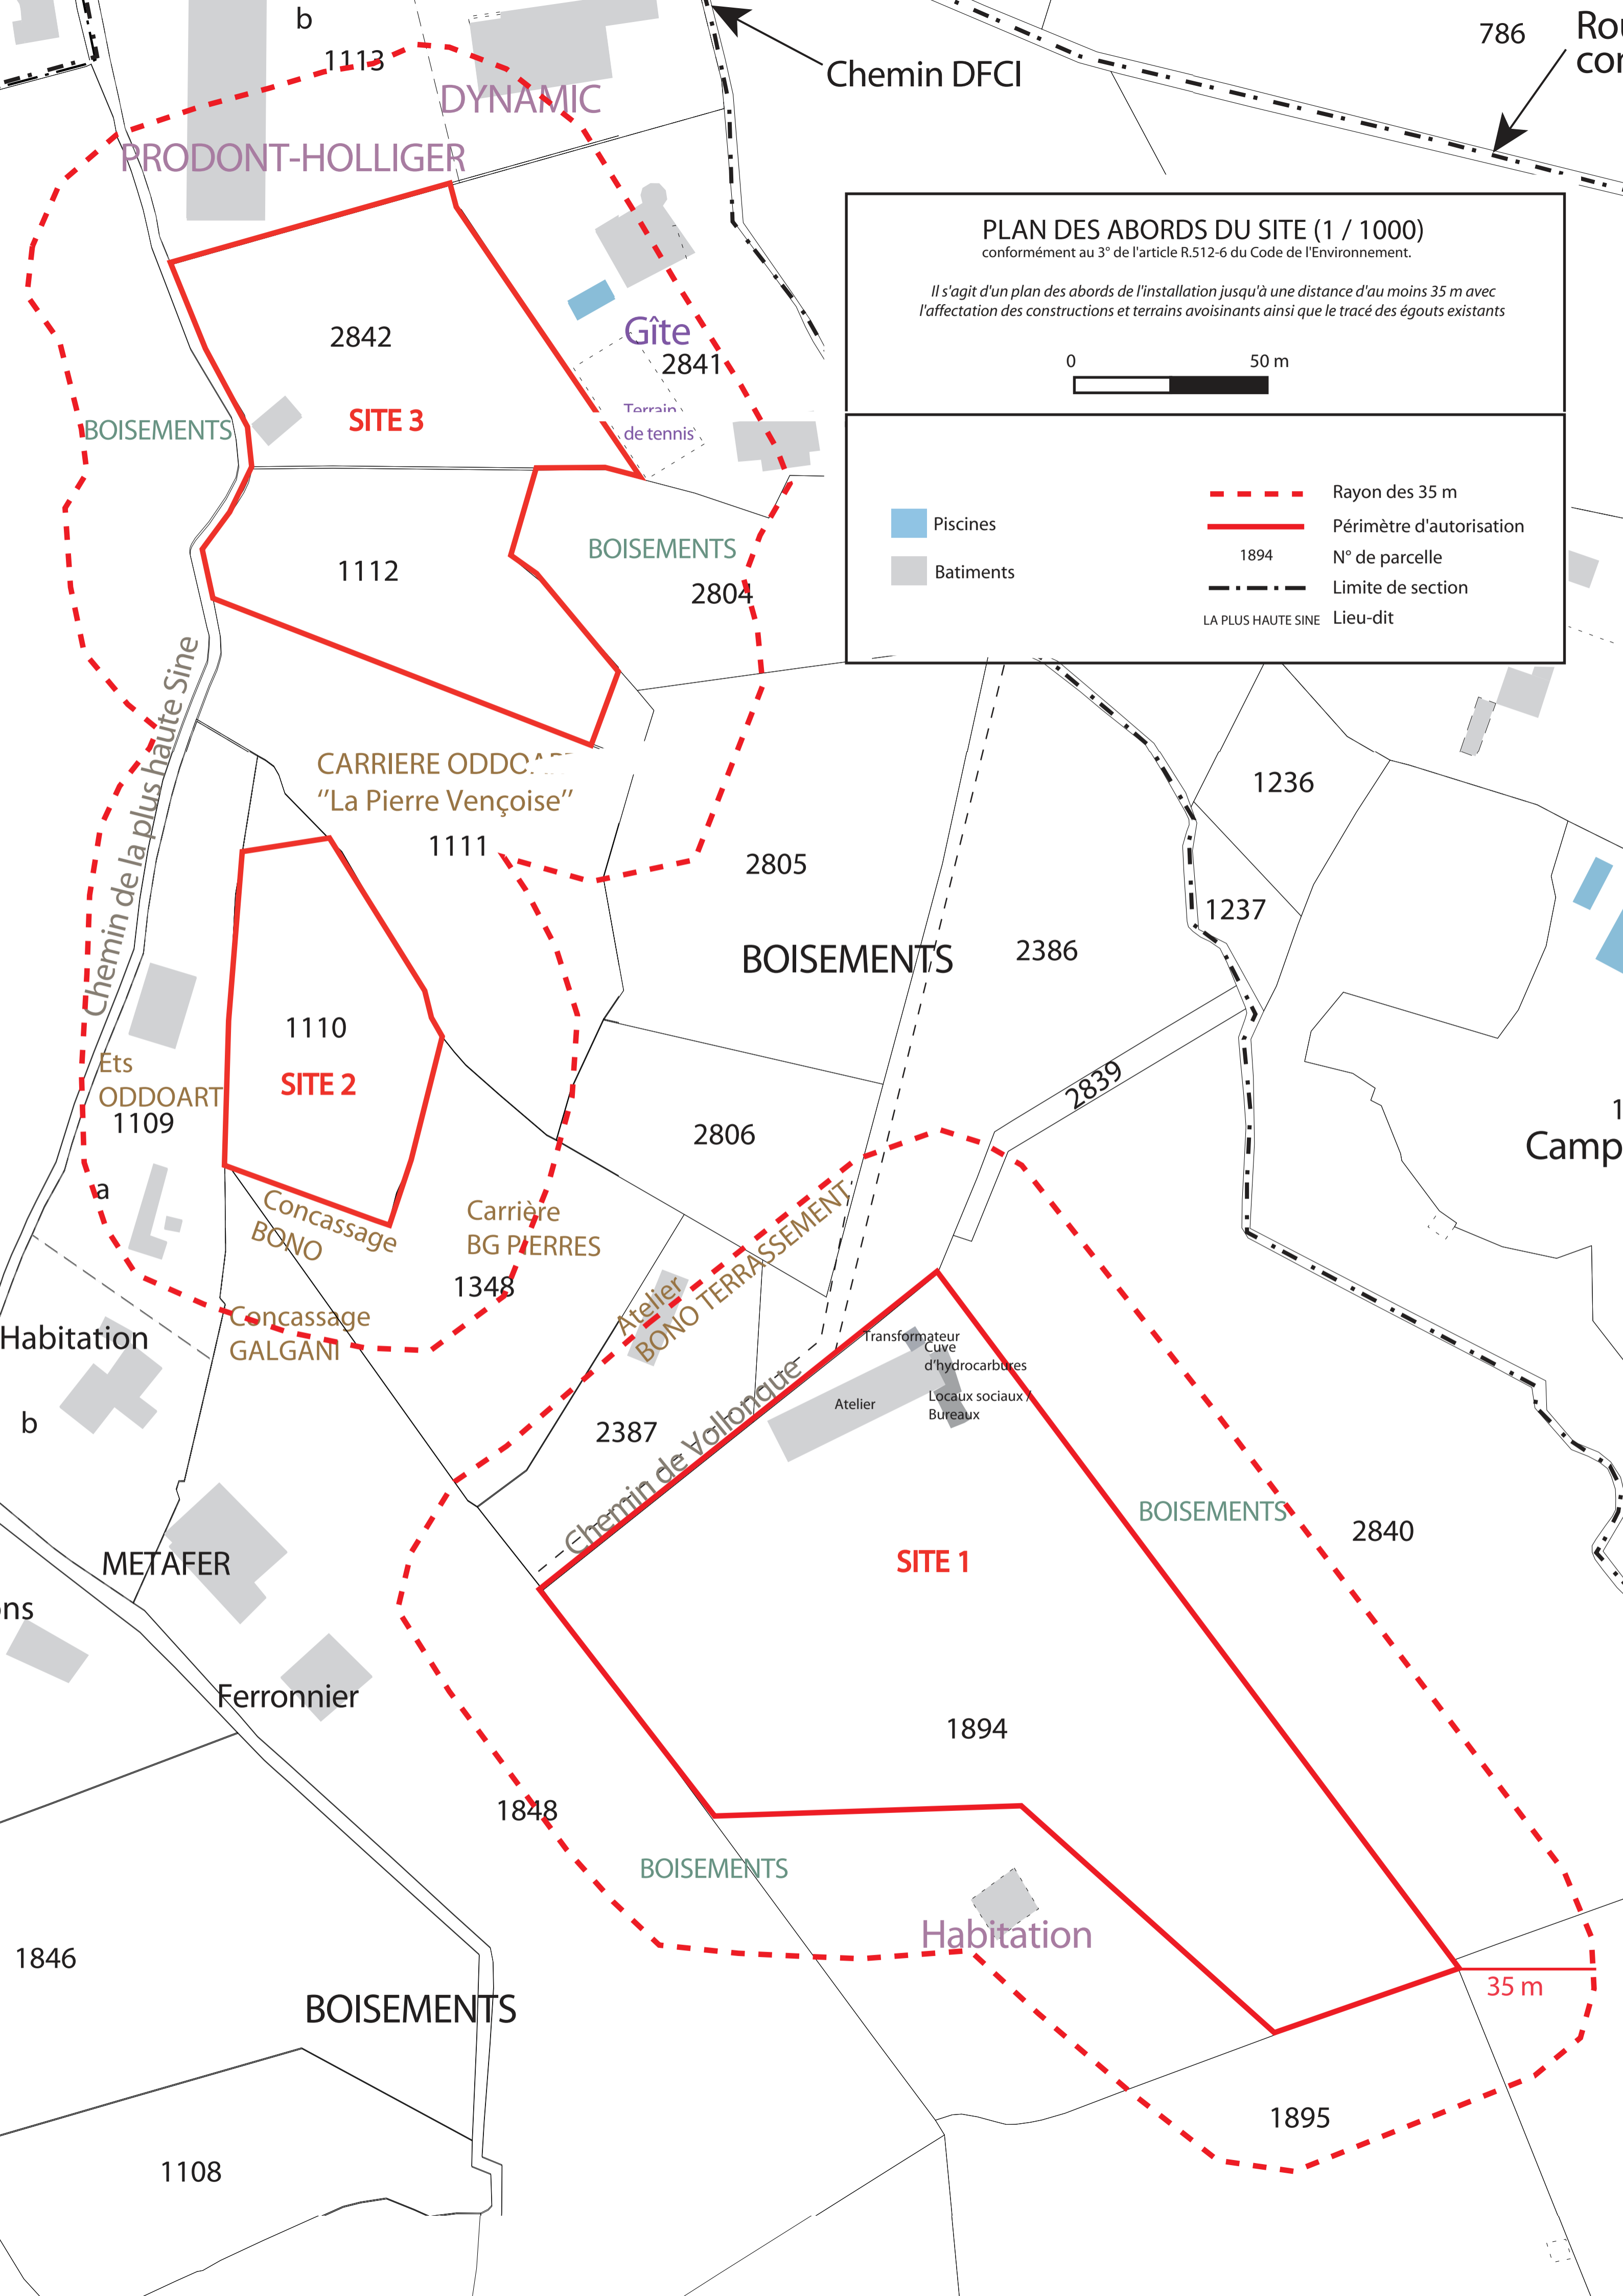 b
1113
DYNAMIC
PRODONT-HOLLIGER
Chemin DFCI
786
PLAN DES ABORDS DU SITE (1 / 1000)
conformément au 3° de l'article R.512-6 du Code de l'Environnement.
Il s'agit d'un plan des abords de l'installation jusqu'à une distance d'au moins 35 m avec
l'affectation des constructions et terrains avoisinants ainsi que le tracé des égouts existants
0 50 m
Piscines
Batiments
Rayon des 35 m
Périmètre d'autorisation
1894 N° de parcelle
Limite de section
LA PLUS HAUTE SINE Lieu-dit
2842
SITE 3
BOISEMENTS
Gîte
2841
Terrain
de tennis
1112
BOISEMENTS
2804
Chemin de la plus haute Sine
CARRIERE ODDOART
"La Pierre Vençoise"
1111
2805
1236
1237
BOISEMENTS
2386
1110
SITE 2
Ets
ODDOART
1109
a
2839
2806
Camp
Concassage
BONO
Carrière
BG PIERRES
1348
Concassage
GALGANI
Habitation
b
Atelier
BONO TERRASSEMENT
2387
Chemin de Vollonque
Transformateur
Cuve
d'hydrocarbures
Locaux sociaux /
Bureaux
Atelier
METAFER
ns
Ferronnier
SITE 1
BOISEMENTS
2840
1894
1848
BOISEMENTS
Habitation
35 m
1846
BOISEMENTS
1895
1108